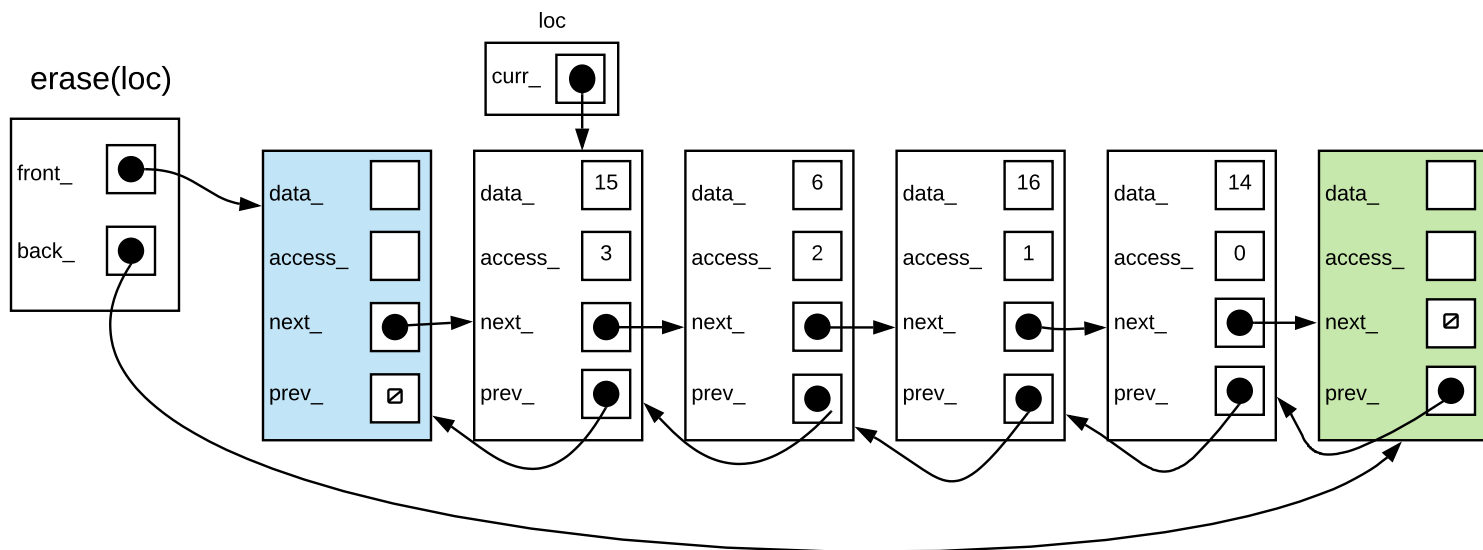 loc
curr_
erase(loc)
front_
back_
data_
access_
next_
prev_
data_ 15
access_ 3
next_
prev_
data_ 6
access_ 2
next_
prev_
data_ 16
access_ 1
next_
prev_
data_ 14
access_ 0
next_
prev_
data_
access_
next_
prev_